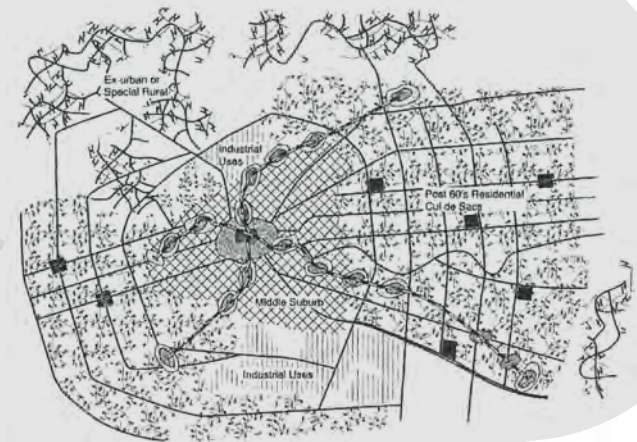 Ex-urban or
Special Rural
Industrial
Uses
Post 60's Residential
Cul de Sacs
Middle Suburb
Industrial Uses